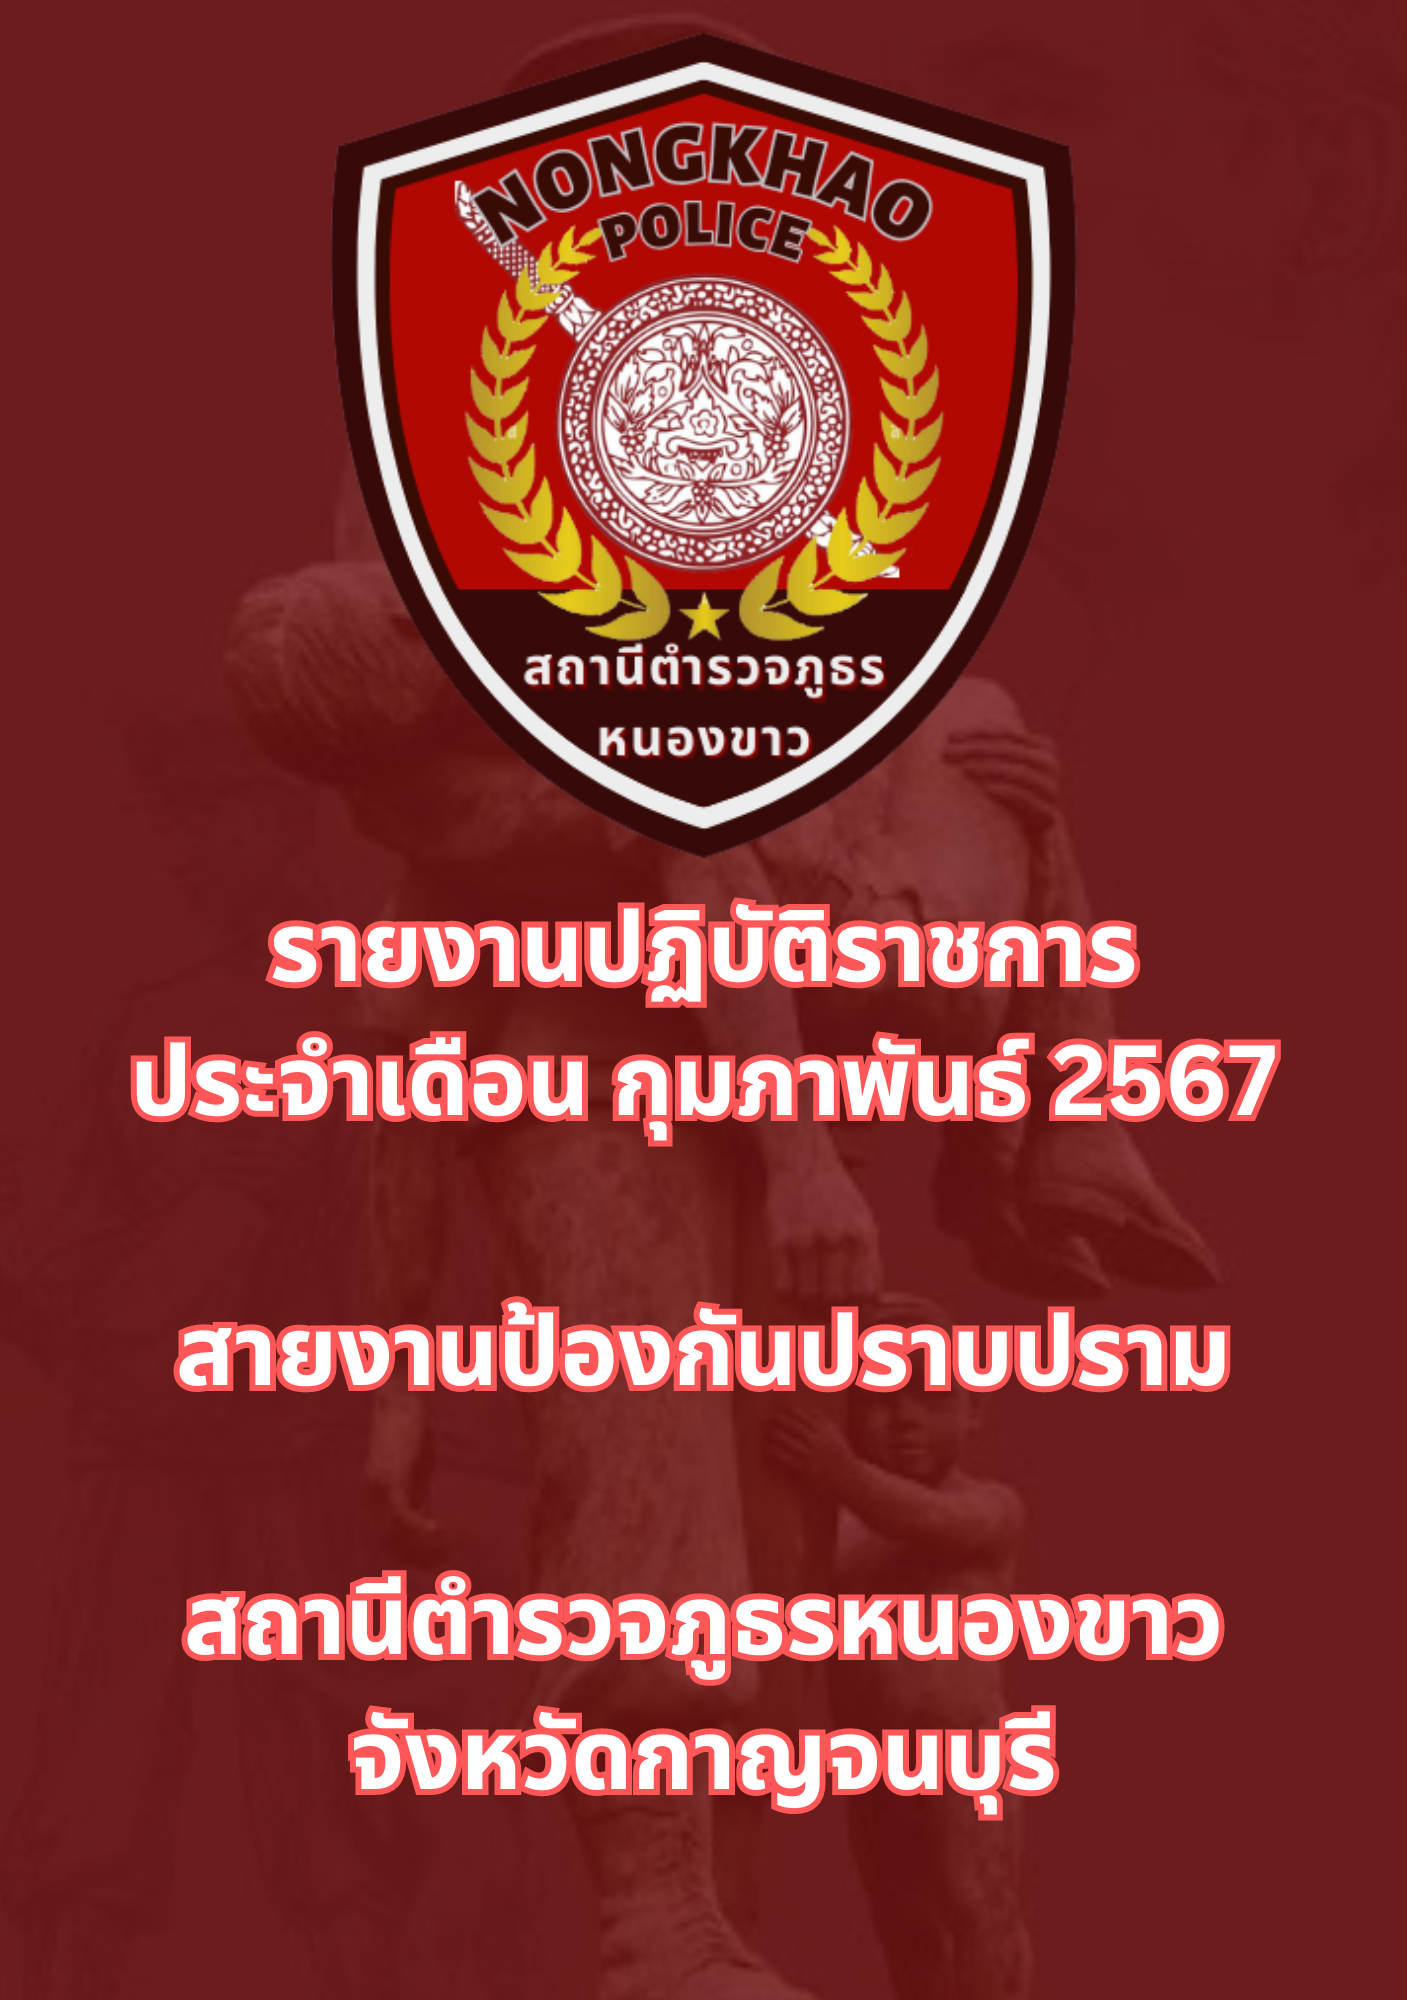 NONGKHAO
POLICE
สถานีตำรวจภูธร
หนองขาว
รายงานปฏิบัติราชการ
ประจำเดือน กุมภาพันธ์ 2567
สายงานป้องกันปราบปราม
สถานีตำรวจภูธรหนองขาว
จังหวัดกาญจนบุรี